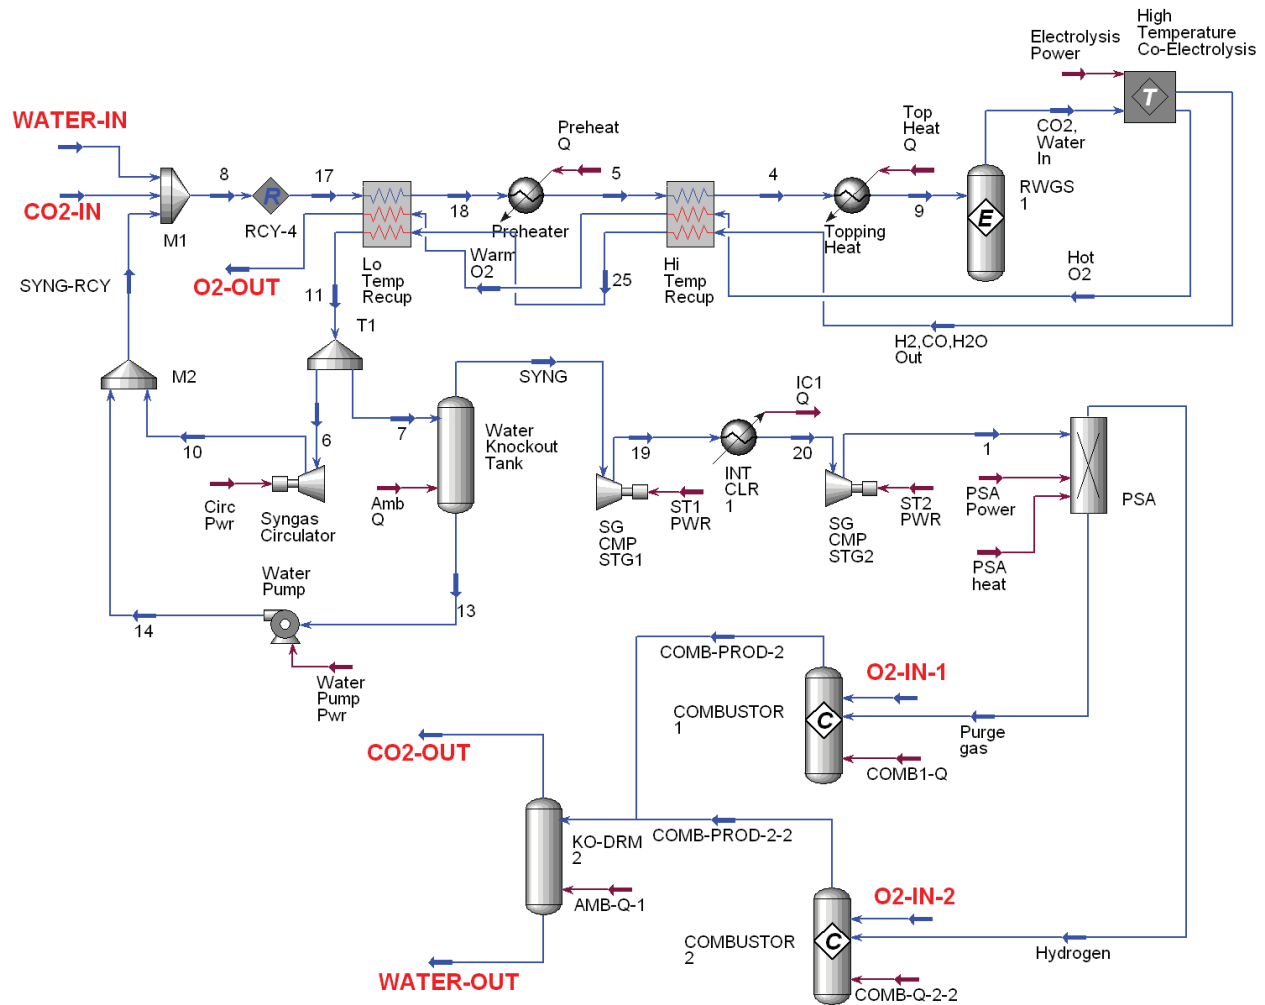 High
Temperature
Co-Electrolysis
Electrolysis
Power
T
WATER-IN
Preheat
Q
Top
Heat
Q
CO2,
Water
In
8
17
18
5
4
9
R
RWGS
1
E
CO2-IN
M1
RCY-4
Preheater
Topping
Heat
SYNG-RCY
O2-OUT
Lo
Temp
Recup
Warm
O2
25
Hi
Temp
Recup
Hot
O2
11
T1
H2,CO,H2O
Out
M2
SYNG
IC1
Q
10
6
7
Water
Knockout
Tank
19
20
1
INT
CLR
1
Circ
Pwr
Syngas
Circulator
Amb
Q
SG
CMP
STG1
ST1
PWR
SG
CMP
STG2
ST2
PWR
PSA
Power
PSA
PSA
heat
Water
Pump
13
14
Water
Pump
Pwr
COMB-PROD-2
O2-IN-1
COMBUSTOR
1
C
Purge
gas
COMB1-Q
CO2-OUT
COMB-PROD-2-2
KO-DRM
2
AMB-Q-1
O2-IN-2
COMBUSTOR
2
C
Hydrogen
COMB-Q-2-2
WATER-OUT